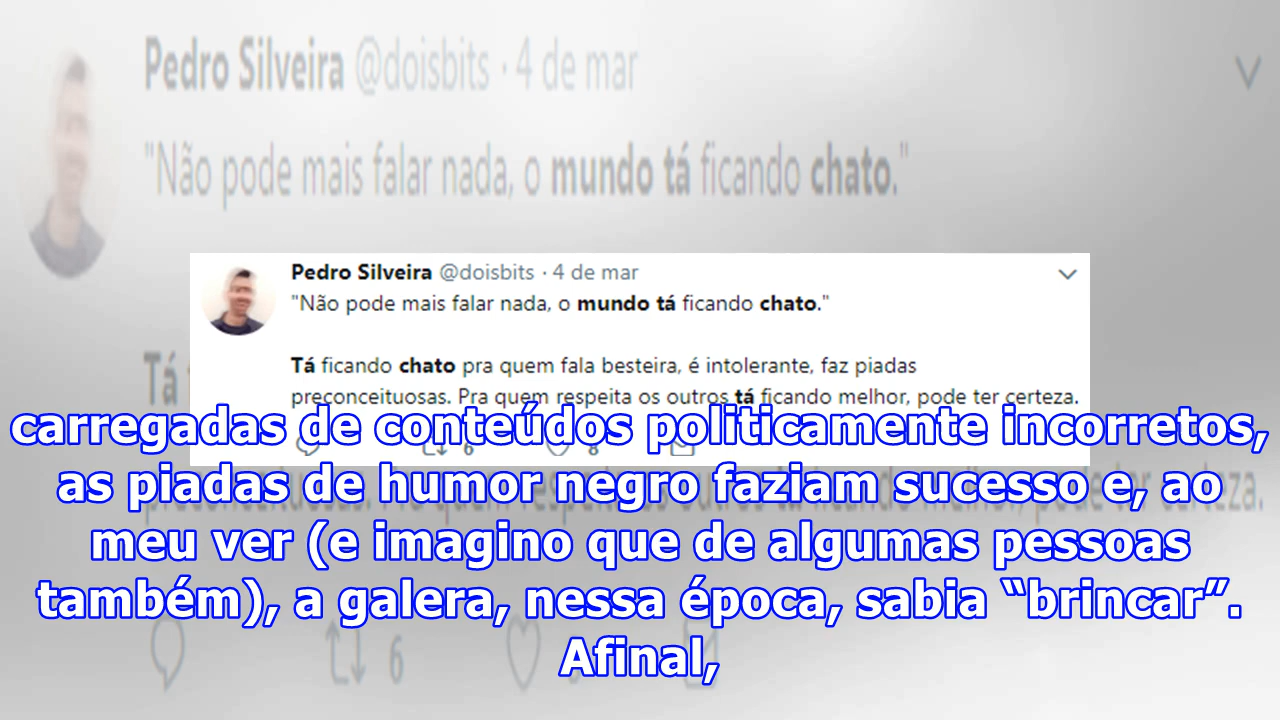 Pedro Silveira @doisbits · 4 de mar
"Não pode mais falar nada, o mundo tá ficando chato."
Pedro Silveira @doisbits · 4 de mar
"Não pode mais falar nada, o mundo tá ficando chato."
Tá ficando chato pra quem fala besteira, é intolerante, faz piadas
preconceituosas. Pra quem respeita os outros tá ficando melhor, pode ter certeza.
6 8
Tá
carregadas de conteúdos politicamente incorretos,
as piadas de humor negro faziam sucesso e, ao
meu ver (e imagino que de algumas pessoas
também), a galera, nessa época, sabia “brincar”.
Afinal,
6